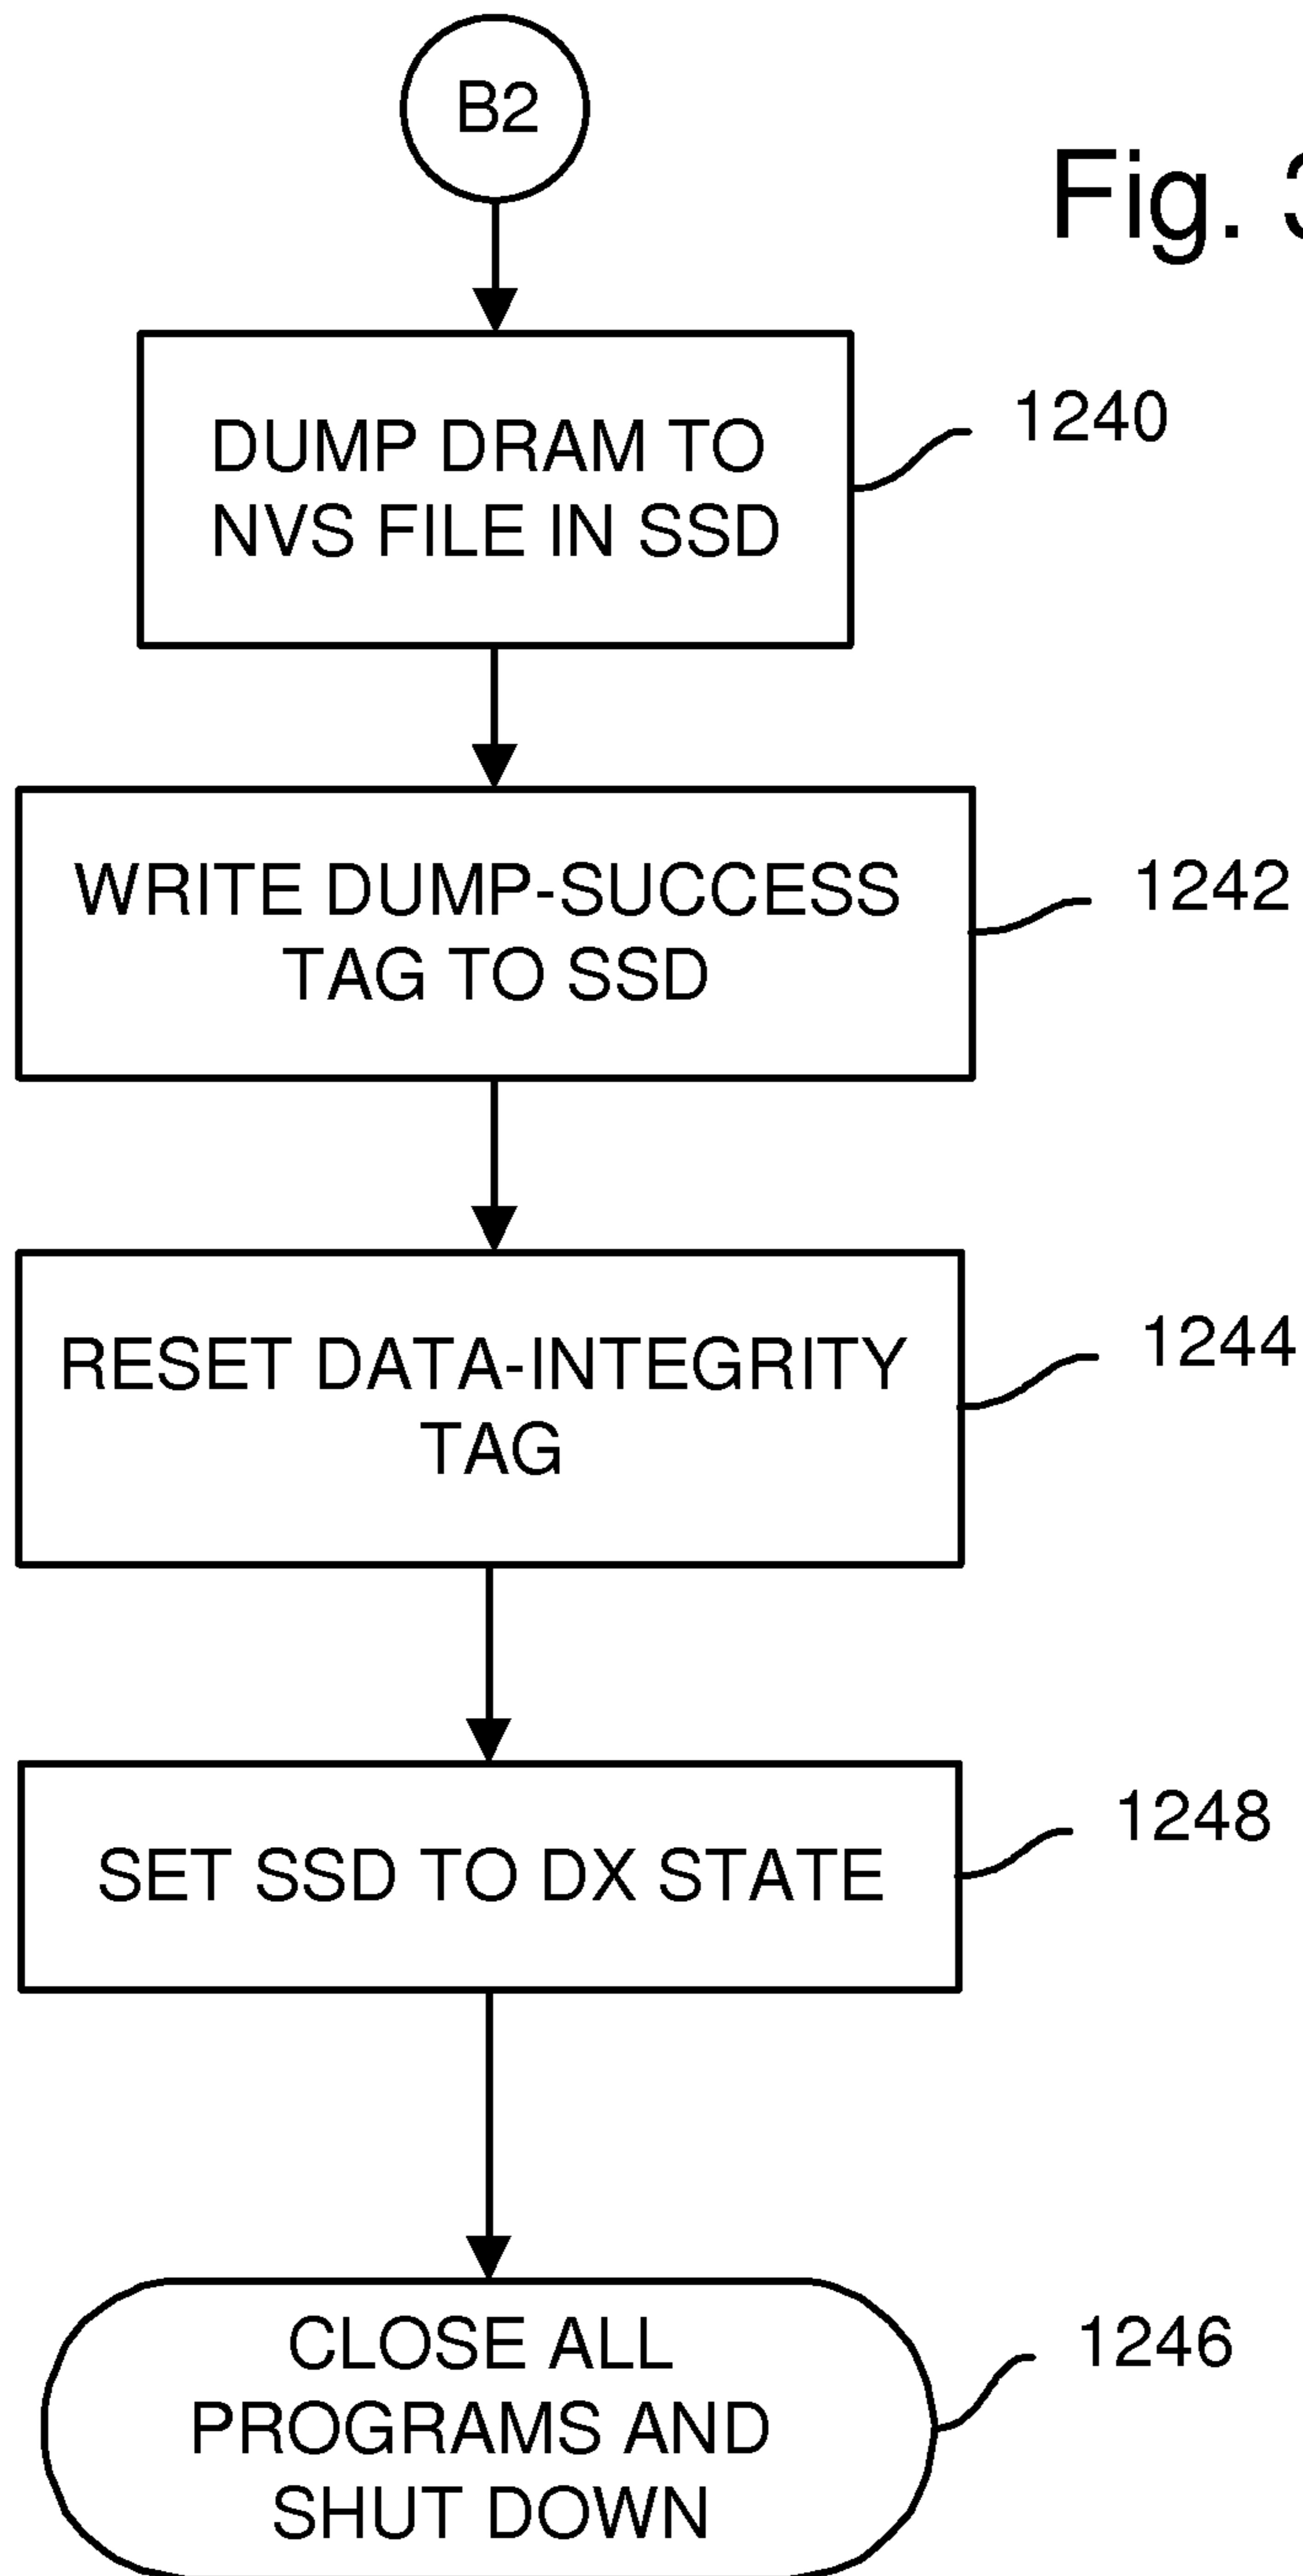 B2
Fig. 3
DUMP DRAM TO
NVS FILE IN SSD
1240
WRITE DUMP-SUCCESS
TAG TO SSD
1242
RESET DATA-INTEGRITY
TAG
1244
SET SSD TO DX STATE
1248
CLOSE ALL
PROGRAMS AND
SHUT DOWN
1246